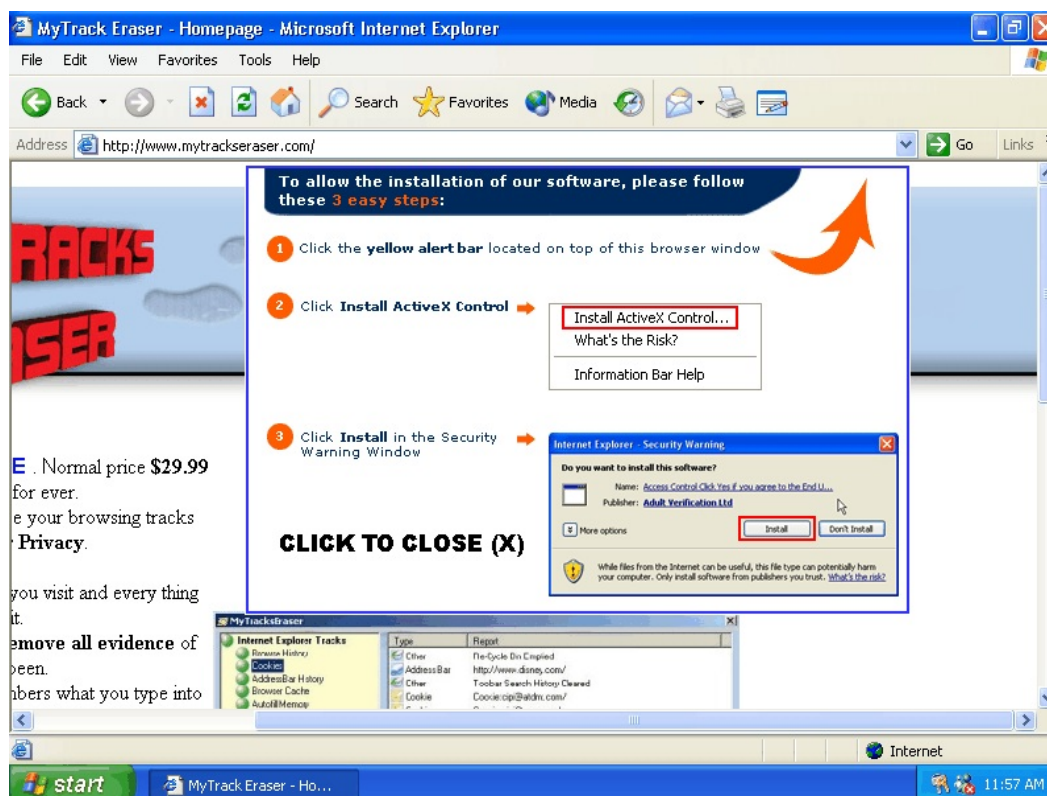 MyTrack Eraser - Homepage - Microsoft Internet Explorer
File Edit View Favorites Tools Help
Back Search Favorites Media
Address http://www.mytrackseraser.com/ Go Links
To allow the installation of our software, please follow
these 3 easy steps:
1 Click the yellow alert bar located on top of this browser window
2 Click Install ActiveX Control
Install ActiveX Control...
What's the Risk?
Information Bar Help
3 Click Install in the Security
Warning Window
Internet Explorer - Security Warning
Do you want to install this software?
Name: Access Control Click Yes if you agree to the End U...
Publisher: Adult Verification Ltd
More options Install Don't Install
While files from the Internet can be useful, this file type can potentially harm
your computer. Only install software from publishers you trust. What's the risk?
CLICK TO CLOSE (X)
RACKS
ASER
E . Normal price $29.99
for ever.
e your browsing tracks
Privacy.
you visit and every thing
it.
emove all evidence of
been.
nbers what you type into
MyTracksEraser
Internet Explorer Tracks
Browse History
Cookies
AddressBar History
Browser Cache
Autofill Memory
Type Report
Other Re-Cycle Bin Emptied
AddressBar http://www.disney.com/
Other Toolbar Search History Cleared
Cookie
Internet
start MyTrack Eraser - Ho... 11:57 AM